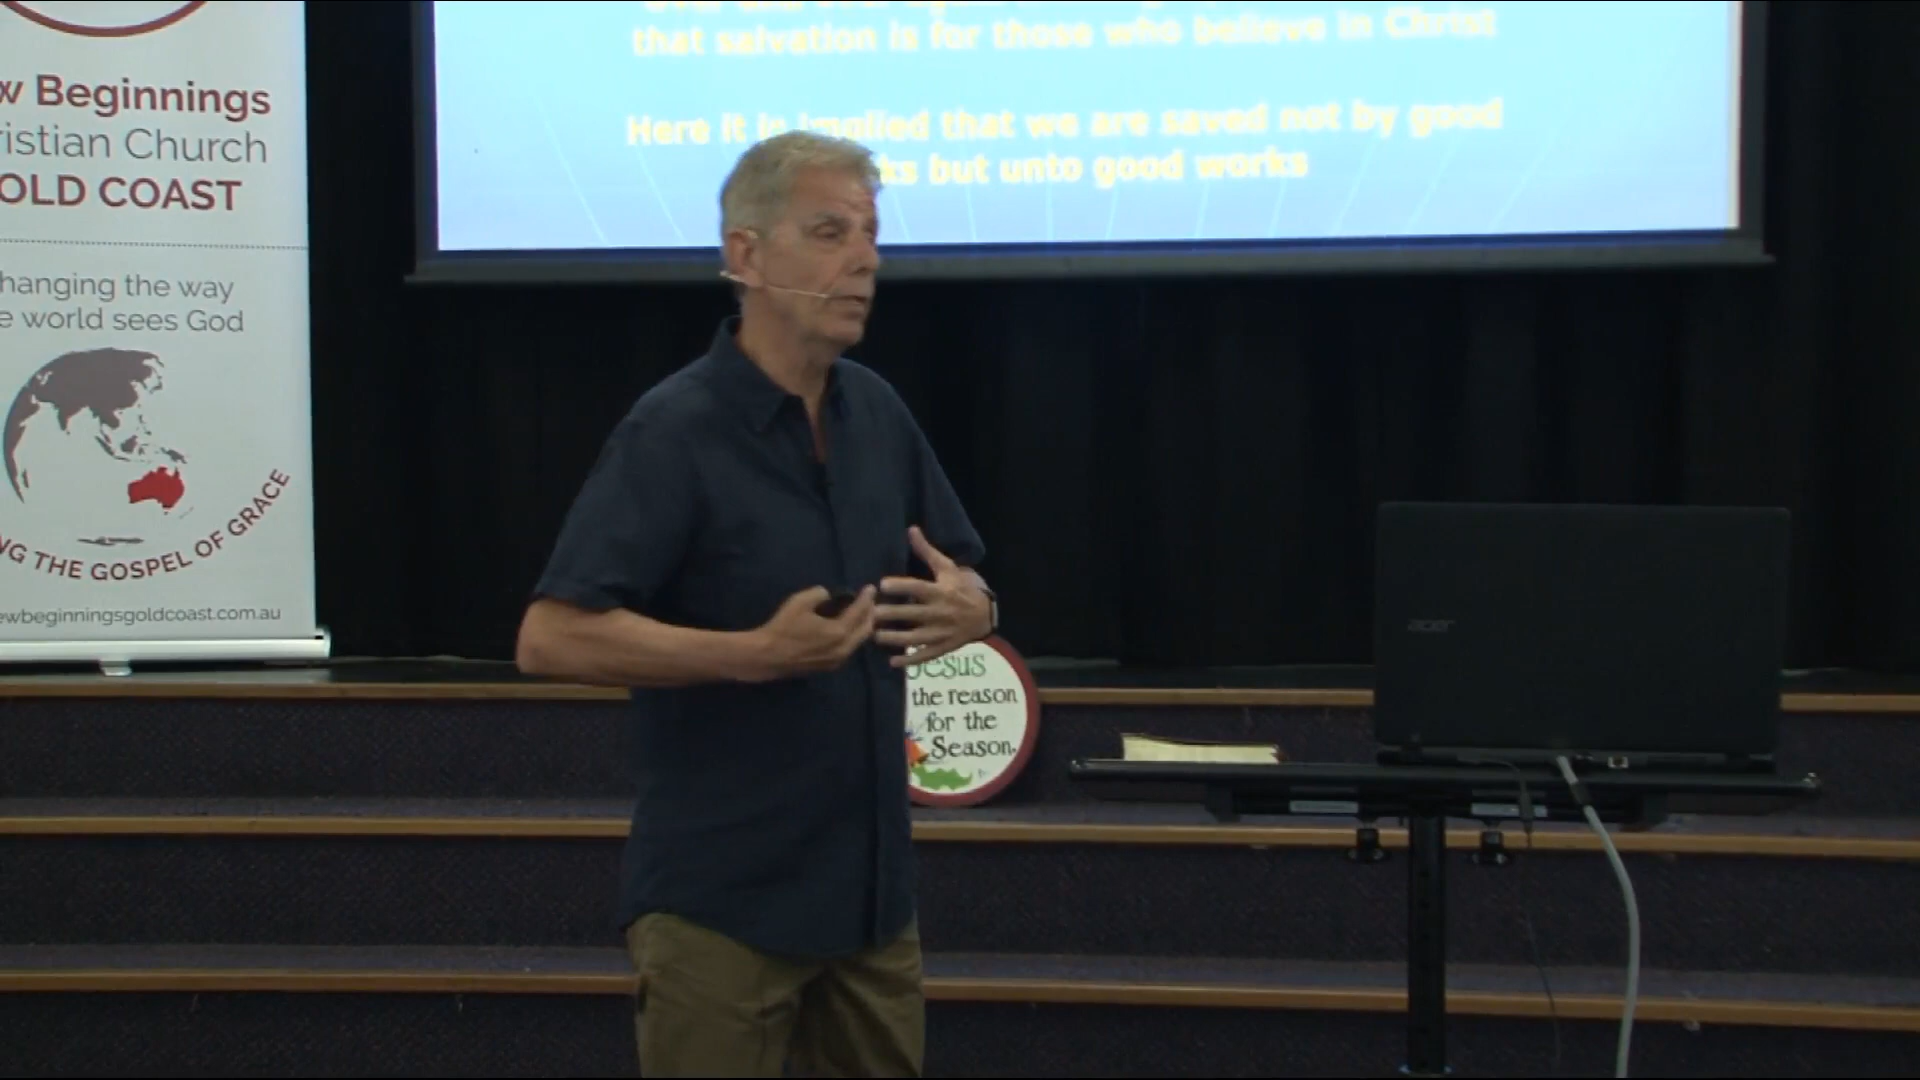 w Beginnings
ristian Church
OLD COAST
hanging the way
e world sees God
NG THE GOSPEL OF GRACE
ewbeginningsgoldcoast.com.au
that salvation is for those who believe in Christ
Here it is implied that we are saved not by good
ks but unto good works
Jesus
the reason
for the
Season.
acer